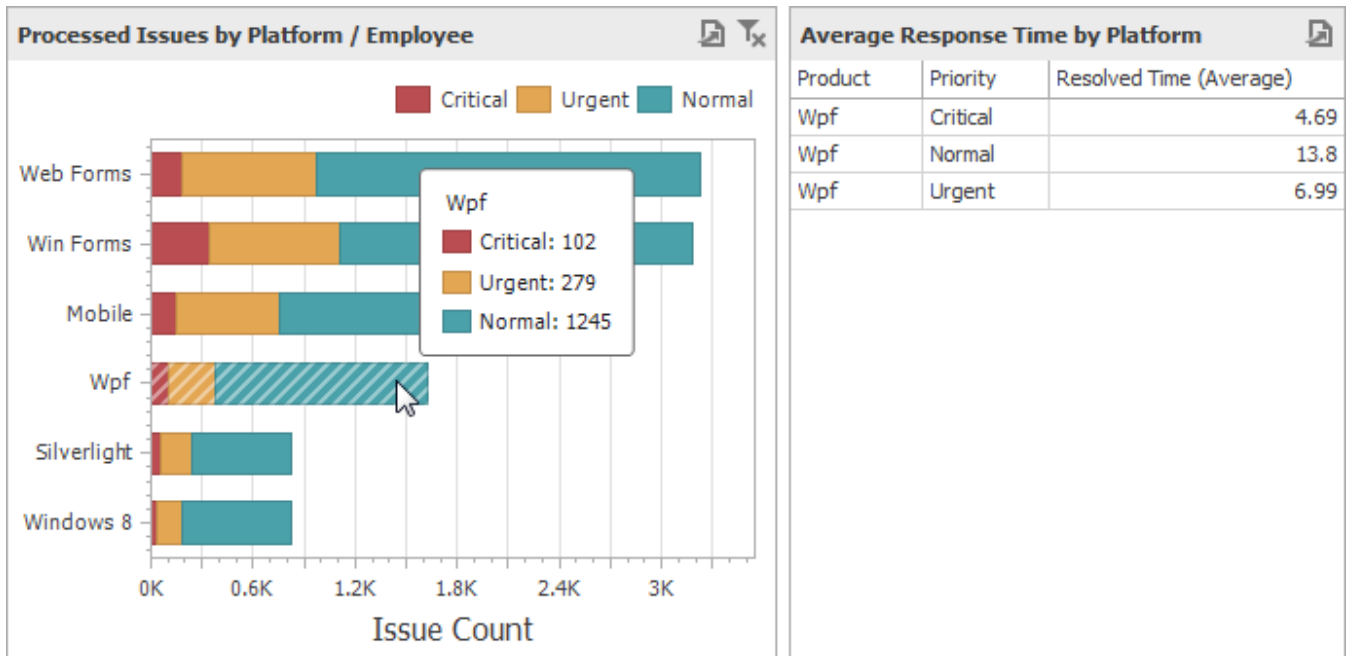 Processed Issues by Platform / Employee
Critical Urgent Normal
Web Forms
Win Forms
Mobile
Wpf
Silverlight
Windows 8
Wpf
Critical: 102
Urgent: 279
Normal: 1245
0K 0.6K 1.2K 1.8K 2.4K 3K
Issue Count
Average Response Time by Platform
Product Priority Resolved Time (Average)
Wpf Critical 4.69
Wpf Normal 13.8
Wpf Urgent 6.99